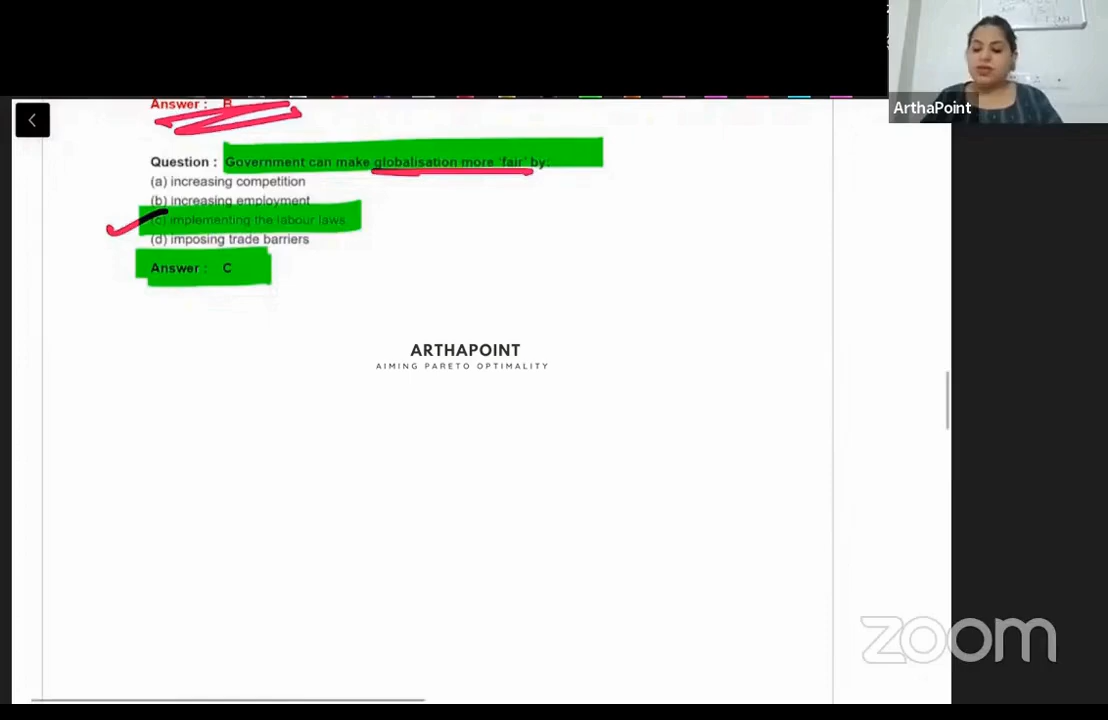 Answer : B
ArthaPoint
Question : Government can make globalisation more 'fair' by:
(a) increasing competition
(b) increasing employment
(c) implementing the labour laws
(d) imposing trade barriers
Answer : C
ARTHAPOINT
AIMING PARETO OPTIMALITY
zoom